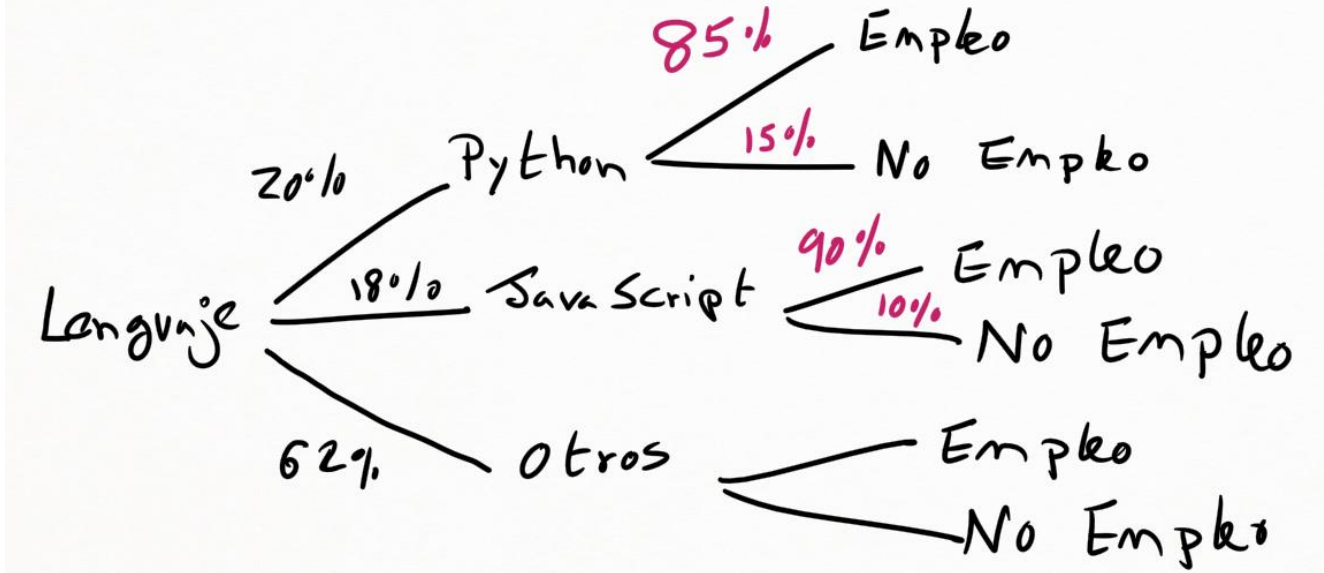 85% Empleo
15% No Empleo
20% Python
90% Empleo
18% JavaScript
10% No Empleo
Lenguaje
62% Otros
Empleo
No Empleo